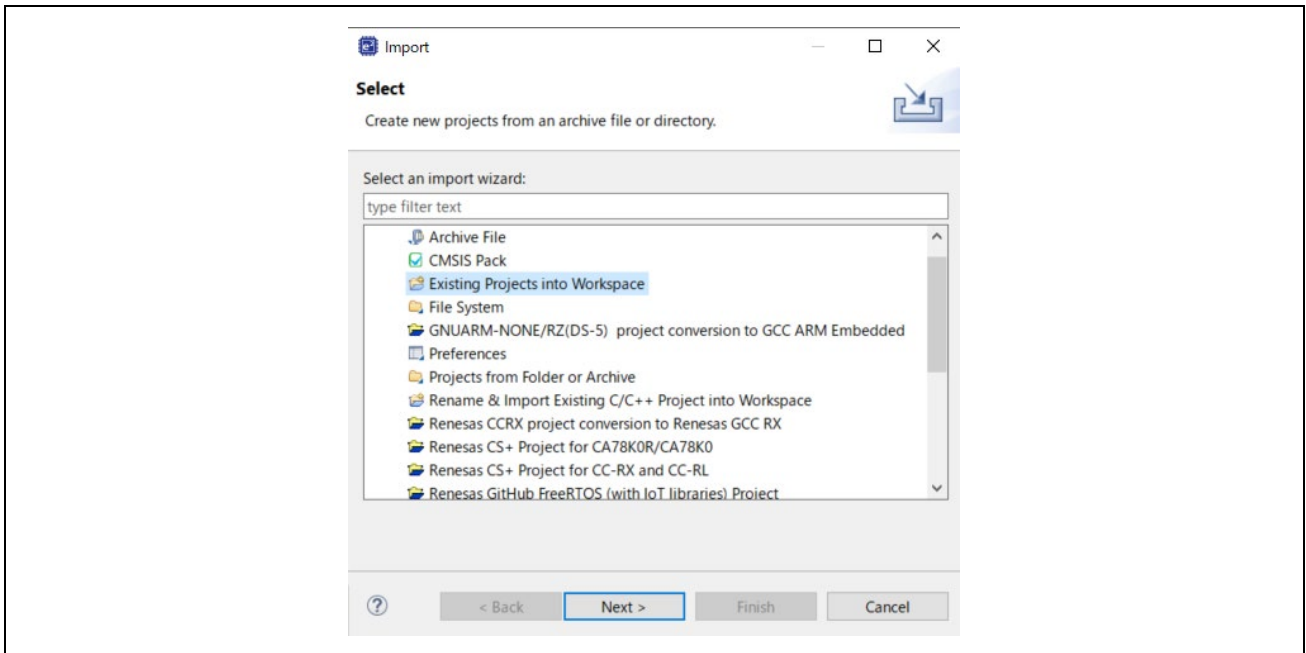 Import
Select
Create new projects from an archive file or directory.
Select an import wizard:
type filter text
Archive File
CMSIS Pack
Existing Projects into Workspace
File System
GNUARM-NONE/RZ(DS-5) project conversion to GCC ARM Embedded
Preferences
Projects from Folder or Archive
Rename & Import Existing C/C++ Project into Workspace
Renesas CCRX project conversion to Renesas GCC RX
Renesas CS+ Project for CA78K0R/CA78K0
Renesas CS+ Project for CC-RX and CC-RL
Renesas GitHub FreeRTOS (with IoT libraries) Project
? < Back Next > Finish Cancel